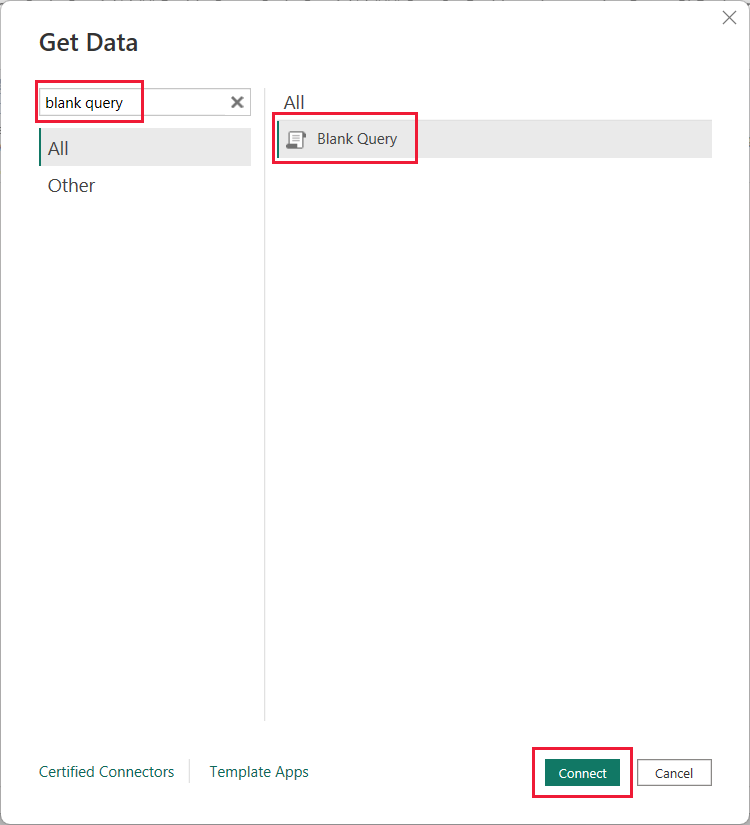 Get Data
blank query
All
Other
All
Blank Query
Certified Connectors
Template Apps
Connect
Cancel